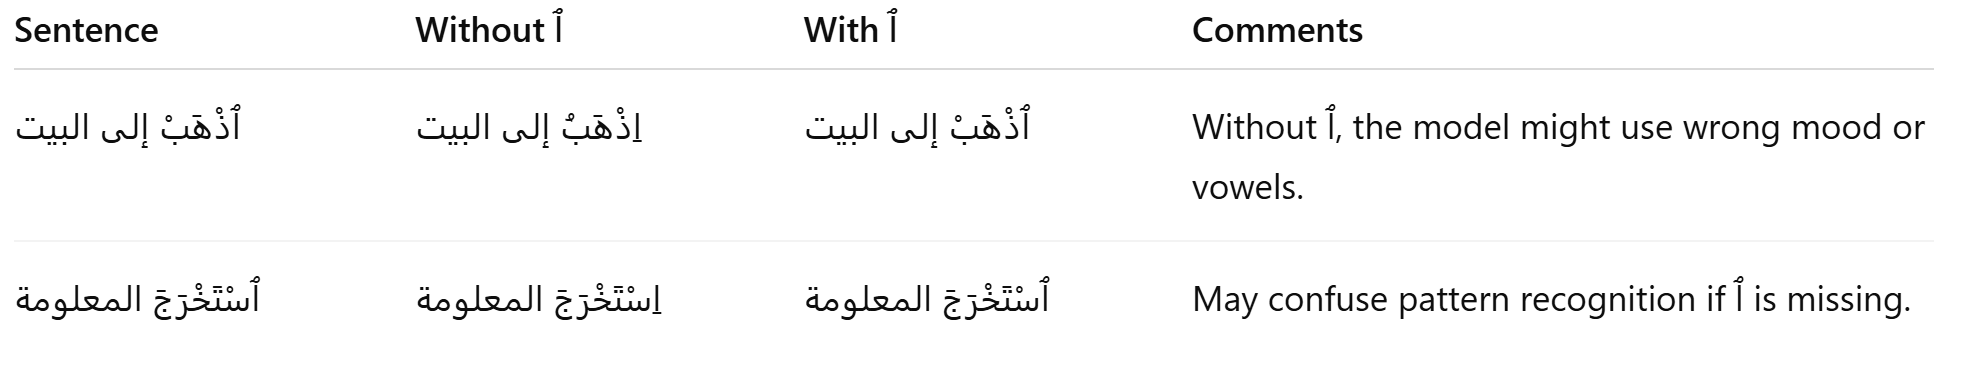 Sentence	Without ٱ	With ٱ	Comments
ٱذْهَبْ إلى البيت	اِذْهَبُ إلى البيت	ٱذْهَبْ إلى البيت	Without ٱ, the model might use wrong mood or
vowels.
ٱسْتَخْرَجَ المعلومة	اِسْتَخْرَجَ المعلومة	ٱسْتَخْرَجَ المعلومة	May confuse pattern recognition if ٱ is missing.